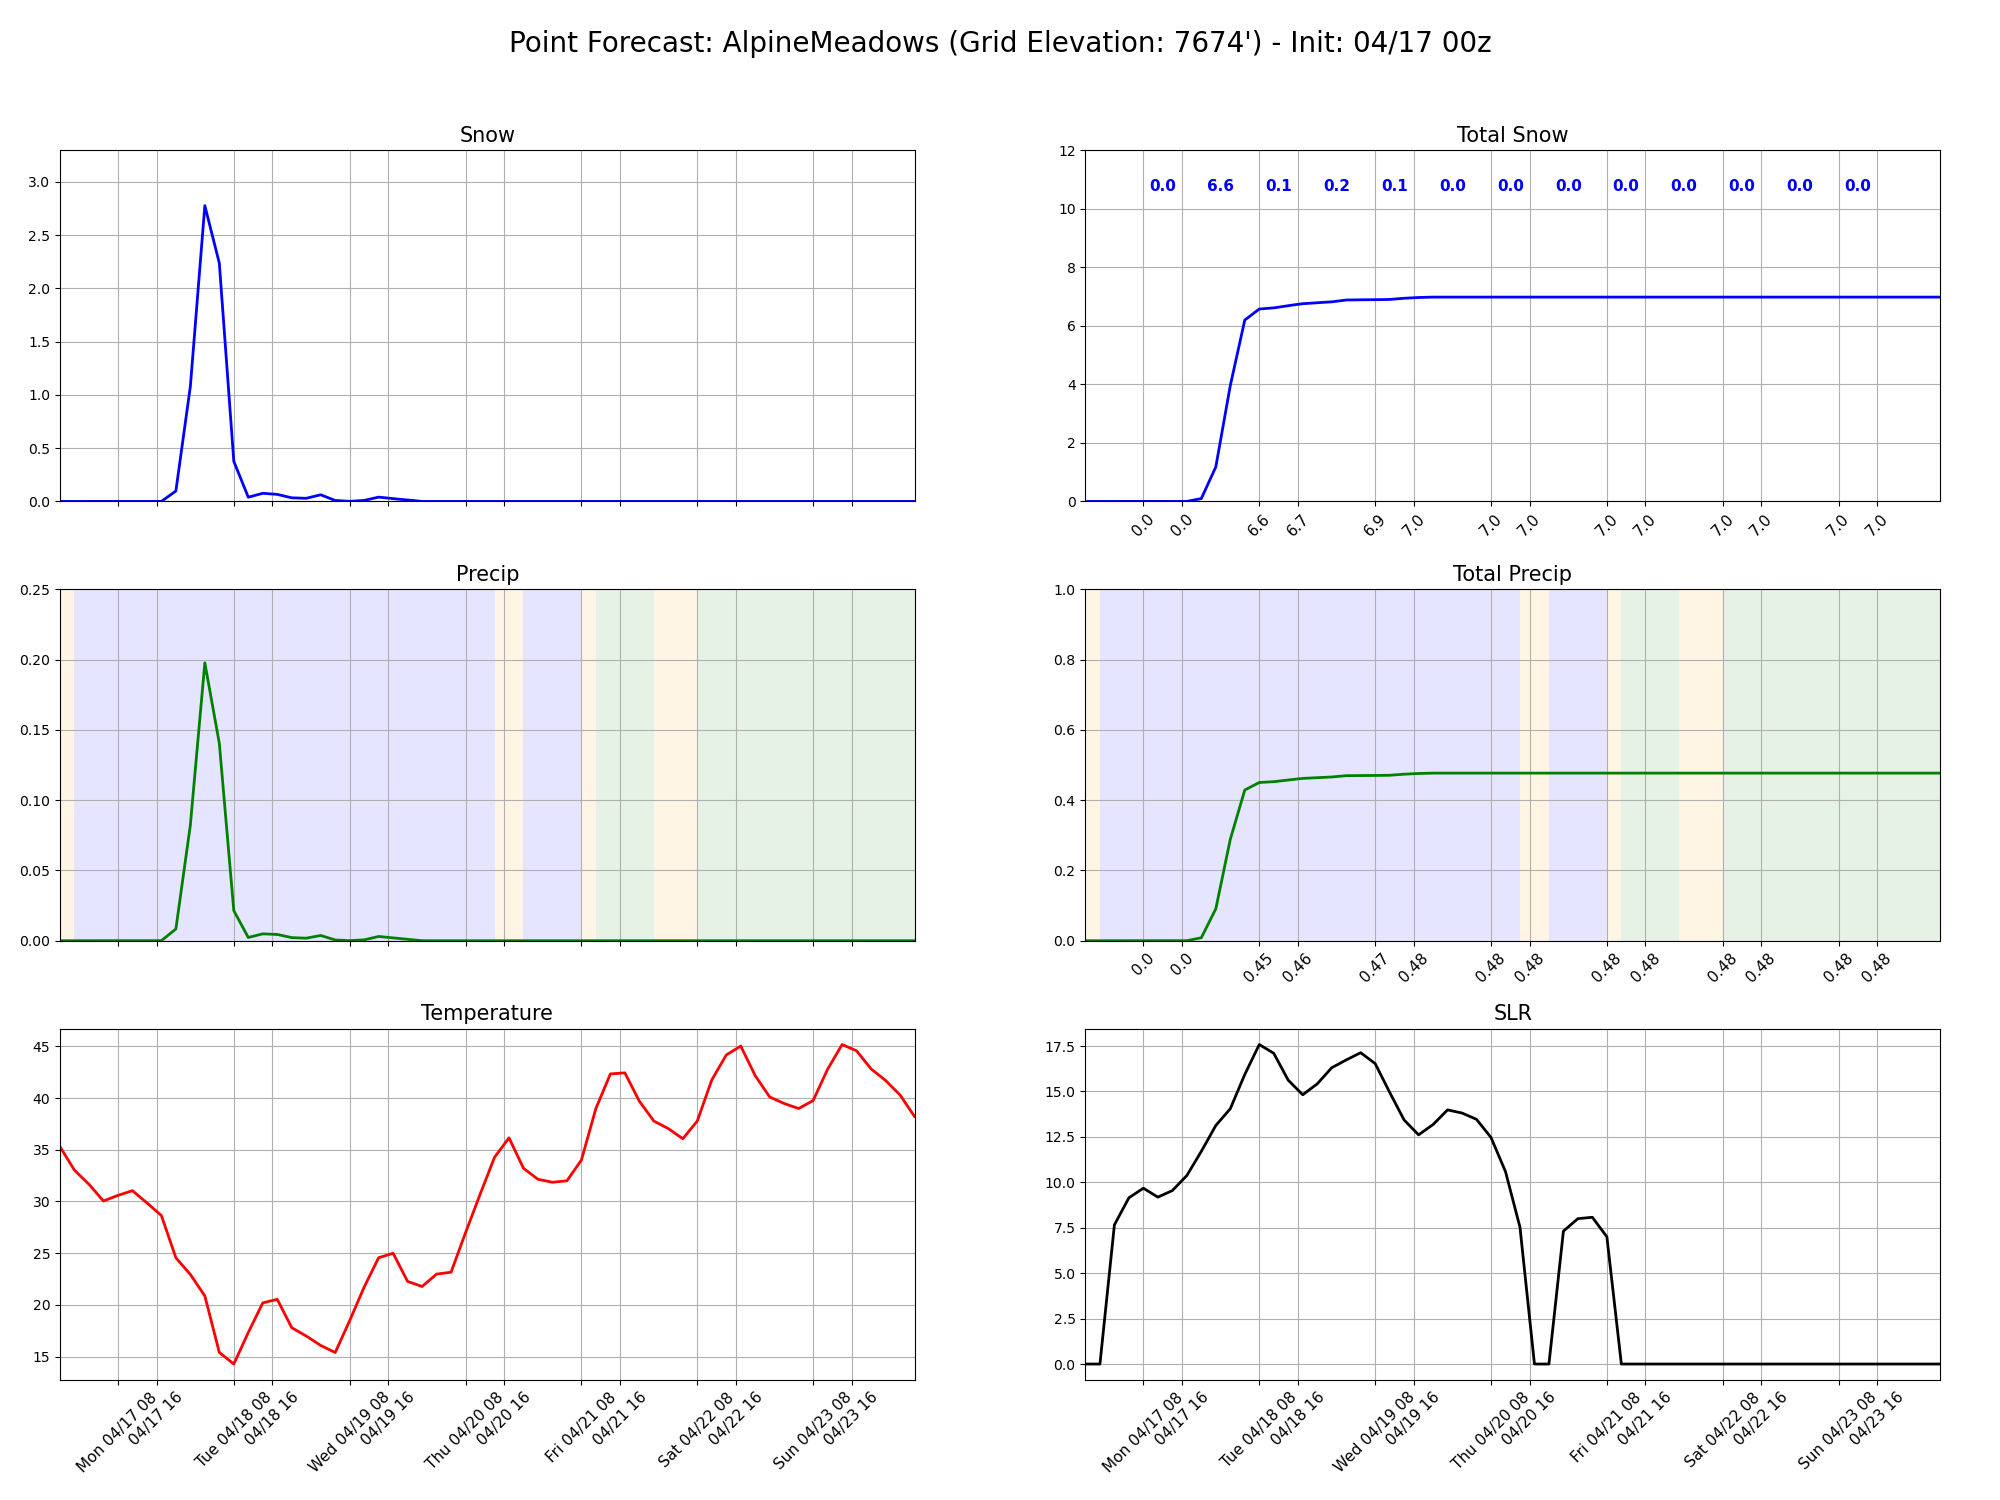 Point Forecast: AlpineMeadows (Grid Elevation: 7674') - Init: 04/17 00z
Snow
3.0
2.5
2.0
1.5
1.0
0.5
0.0
Total Snow
12
10
8
6
4
2
0
0.0 6.6 0.1 0.2 0.1 0.0 0.0 0.0 0.0 0.0 0.0 0.0 0.0
0.0 0.0 6.6 6.7 6.9 7.0 7.0 7.0 7.0 7.0 7.0 7.0 7.0 7.0
Precip
0.25
0.20
0.15
0.10
0.05
0.00
Total Precip
1.0
0.8
0.6
0.4
0.2
0.0
0.0 0.0 0.45 0.46 0.47 0.48 0.48 0.48 0.48 0.48 0.48 0.48 0.48 0.48
Temperature
45
40
35
30
25
20
15
Mon 04/17 08
04/17 16
Tue 04/18 08
04/18 16
Wed 04/19 08
04/19 16
Thu 04/20 08
04/20 16
Fri 04/21 08
04/21 16
Sat 04/22 08
04/22 16
Sun 04/23 08
04/23 16
SLR
17.5
15.0
12.5
10.0
7.5
5.0
2.5
0.0
Mon 04/17 08
04/17 16
Tue 04/18 08
04/18 16
Wed 04/19 08
04/19 16
Thu 04/20 08
04/20 16
Fri 04/21 08
04/21 16
Sat 04/22 08
04/22 16
Sun 04/23 08
04/23 16